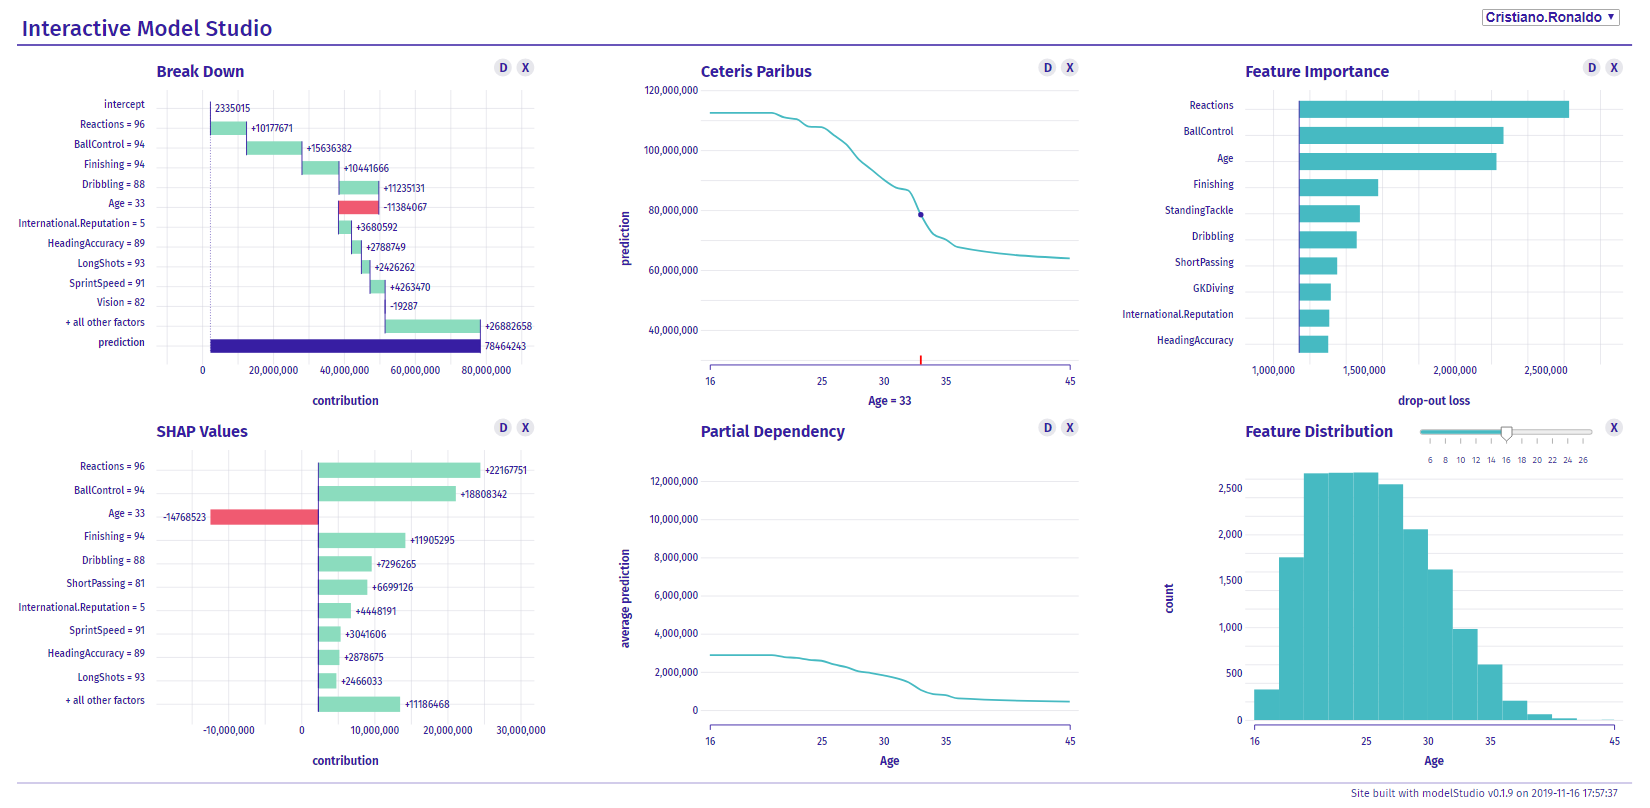 Interactive Model Studio
Cristiano.Ronaldo ▼
Break Down
D X
intercept
2335015
Reactions = 96
+10177671
BallControl = 94
+15636382
Finishing = 94
+10441666
Dribbling = 88
+11235131
Age = 33
-11384067
International.Reputation = 5
+3680592
HeadingAccuracy = 89
+2788749
LongShots = 93
+2426262
SprintSpeed = 91
+4263470
Vision = 82
-19287
+ all other factors
+26882658
prediction
78464243
0 20,000,000 40,000,000 60,000,000 80,000,000
contribution
Ceteris Paribus
D X
120,000,000
100,000,000
80,000,000
60,000,000
40,000,000
prediction
16 25 30 35 45
Age = 33
Feature Importance
D X
Reactions
BallControl
Age
Finishing
StandingTackle
Dribbling
ShortPassing
GKDiving
International.Reputation
HeadingAccuracy
1,000,000 1,500,000 2,000,000 2,500,000
drop-out loss
SHAP Values
D X
Reactions = 96
+22167751
BallControl = 94
+18808342
Age = 33
-14768523
Finishing = 94
+11905295
Dribbling = 88
+7296265
ShortPassing = 81
+6699126
International.Reputation = 5
+4448191
SprintSpeed = 91
+3041606
HeadingAccuracy = 89
+2878675
LongShots = 93
+2466033
+ all other factors
+11186468
-10,000,000 0 10,000,000 20,000,000 30,000,000
contribution
Partial Dependency
D X
12,000,000
10,000,000
8,000,000
6,000,000
4,000,000
2,000,000
0
average prediction
16 25 30 35 45
Age
Feature Distribution
X
6 8 10 12 14 16 18 20 22 24 26
2,500
2,000
1,500
1,000
500
0
count
16 25 30 35 45
Age
Site built with modelStudio v0.1.9 on 2019-11-16 17:57:37